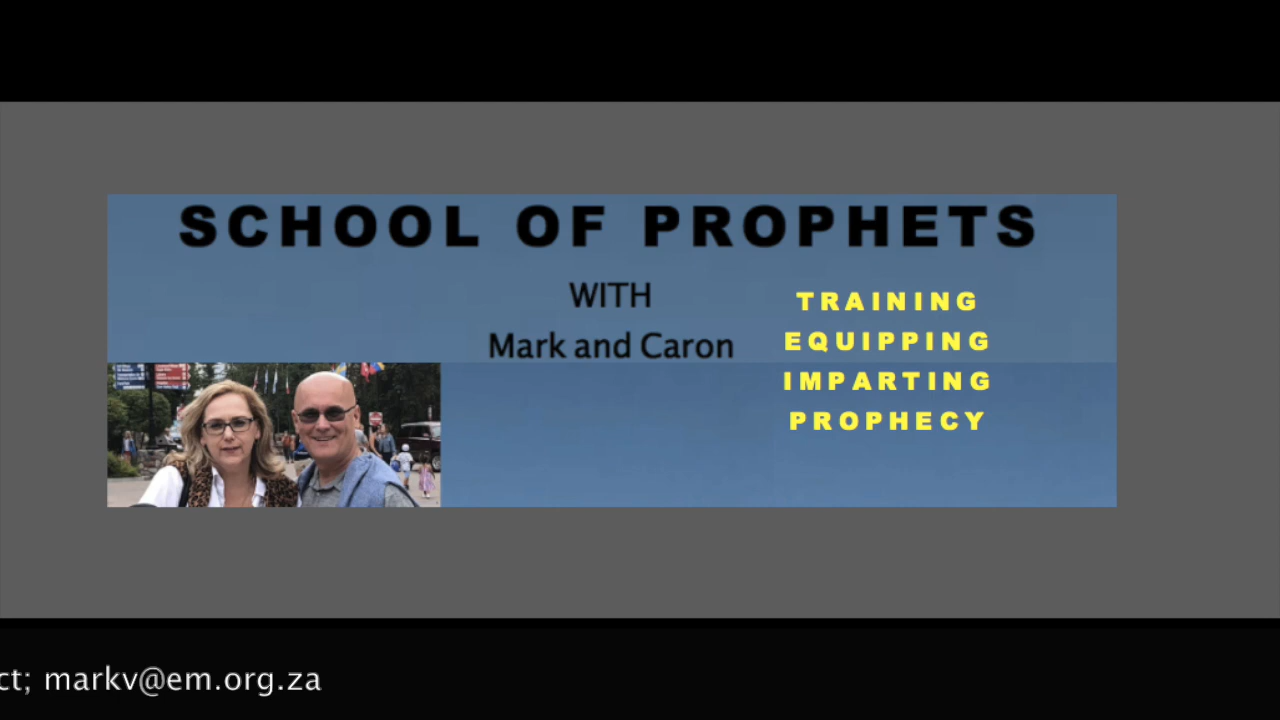 SCHOOL OF PROPHETS
WITH
Mark and Caron
TRAINING
EQUIPPING
IMPARTING
PROPHECY
ct; markv@em.org.za